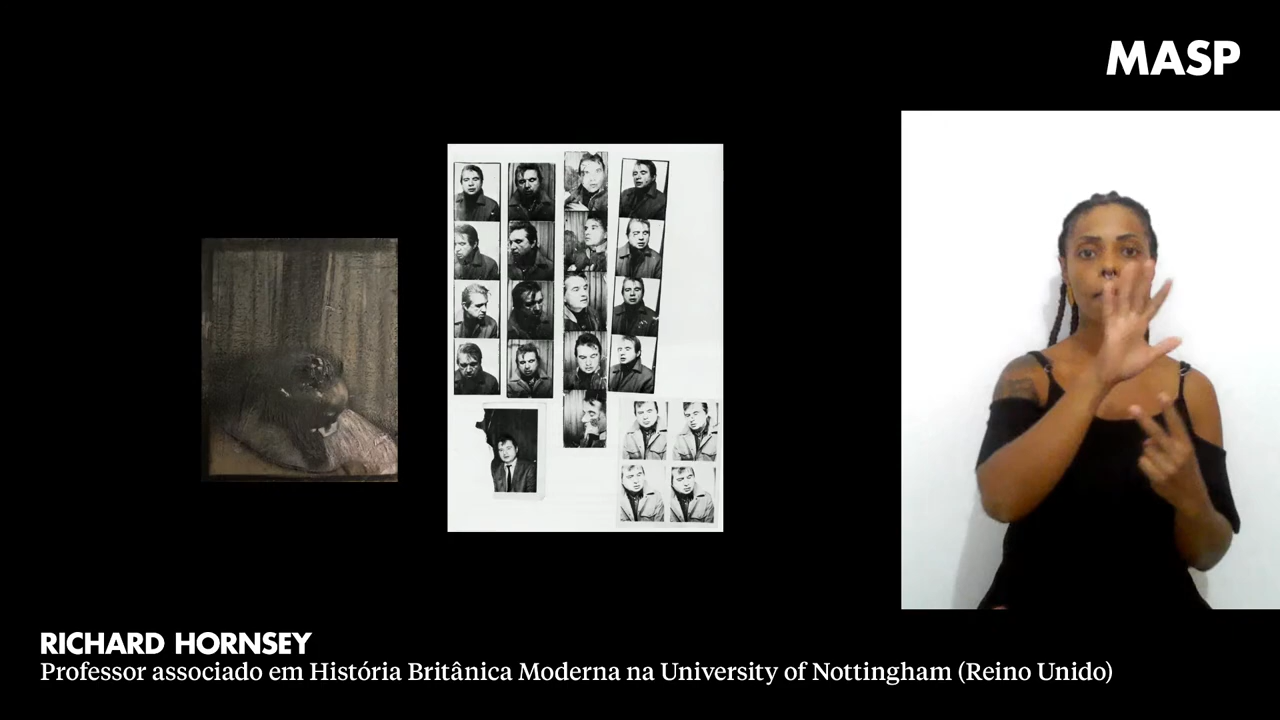 MASP
RICHARD HORNSEY
Professor associado em História Britânica Moderna na University of Nottingham (Reino Unido)